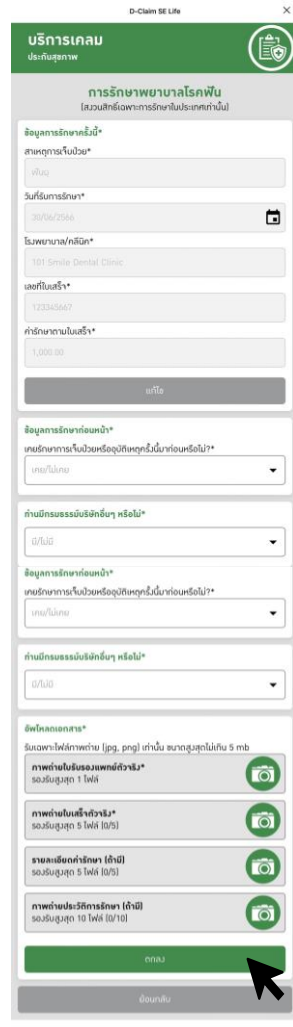 D-Claim SE Life
บริการเคลม
ประกันสุขภาพ
การรักษาพยาบาลโรคฟัน
(สงวนสิทธิ์เฉพาะการรักษาในประเทศเท่านั้น)
ข้อมูลการรักษาครั้งนี้*
สาเหตุการเจ็บป่วย*
ฟันผุ
วันที่รับการรักษา*
30/06/2566
โรงพยาบาล/คลีนิค*
101 Smile Dental Clinic
เลขที่ใบเสร็จ*
123345667
ค่ารักษาตามใบเสร็จ*
1,000.00
แก้ไข
ข้อมูลการรักษาก่อนหน้า*
เคยรักษาการเจ็บป่วยหรืออุบัติเหตุครั้งนี้มาก่อนหรือไม่?*
เคย/ไม่เคย
ท่านมีกรมธรรม์บริษัทอื่นๆ หรือไม่*
มี/ไม่มี
ข้อมูลการรักษาก่อนหน้า*
เคยรักษาการเจ็บป่วยหรืออุบัติเหตุครั้งนี้มาก่อนหรือไม่?*
เคย/ไม่เคย
ท่านมีกรมธรรม์บริษัทอื่นๆ หรือไม่*
มี/ไม่มี
อัพโหลดเอกสาร*
รับเฉพาะไฟล์ภาพถ่าย (jpg, png) เท่านั้น ขนาดสูงสุดไม่เกิน 5 mb
ภาพถ่ายใบรับรองแพทย์ตัวจริง*
รองรับสูงสุด 1 ไฟล์
ภาพถ่ายใบเสร็จตัวจริง*
รองรับสูงสุด 5 ไฟล์ (0/5)
รายละเอียดค่ารักษา (ถ้ามี)
รองรับสูงสุด 5 ไฟล์ (0/5)
ภาพถ่ายประวัติการรักษา (ถ้ามี)
รองรับสูงสุด 10 ไฟล์ (0/10)
ตกลง
ย้อนกลับ